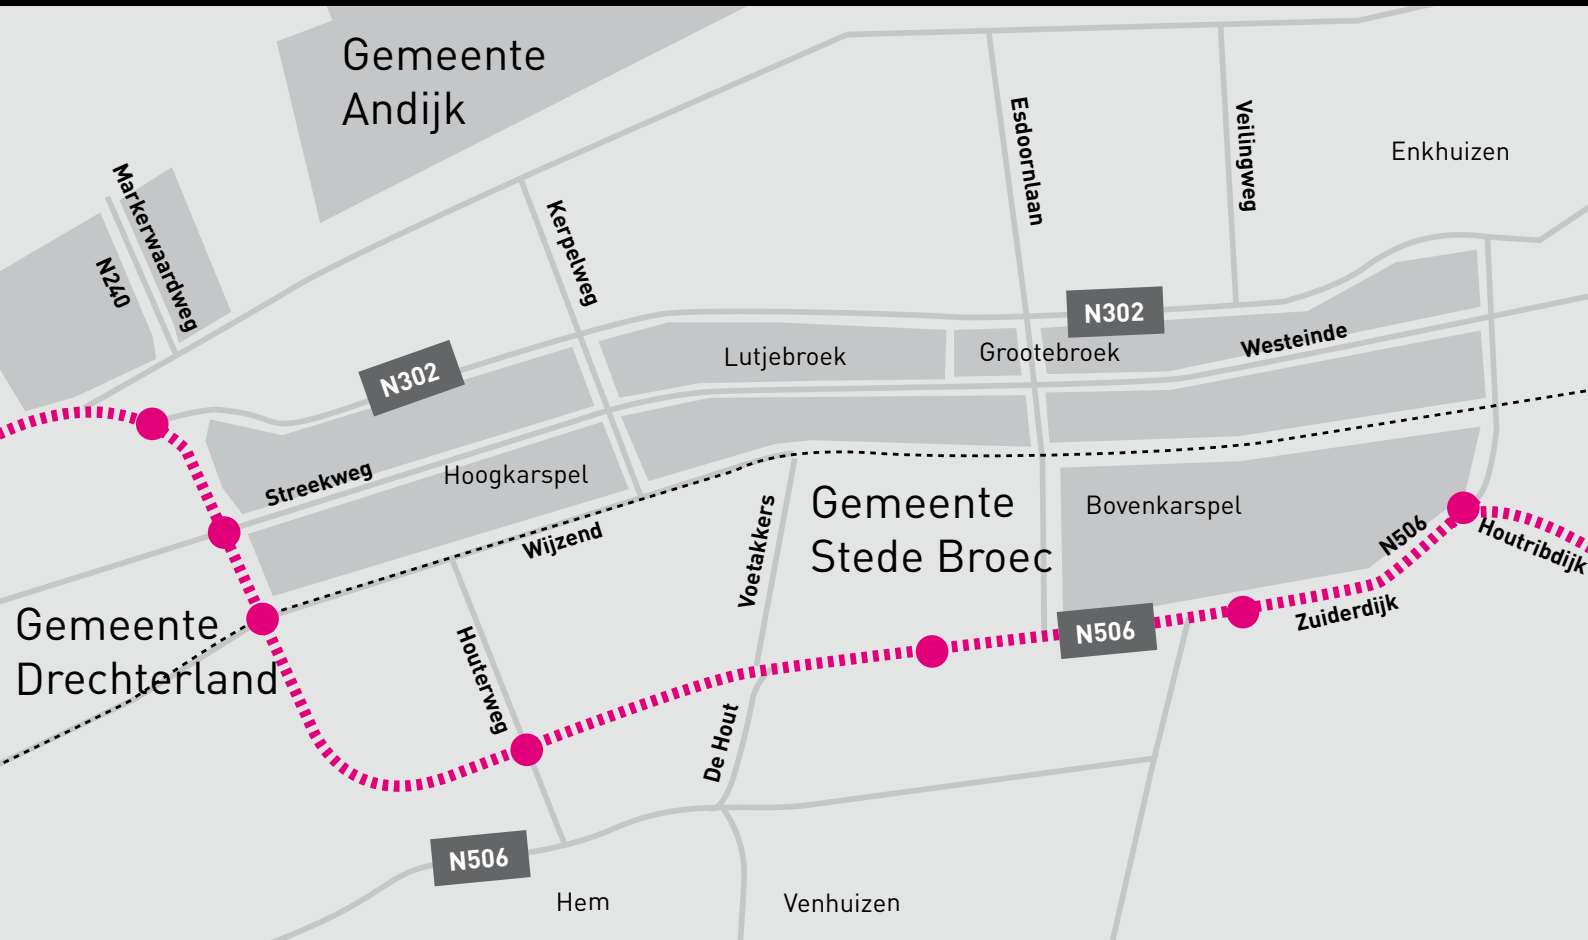 Gemeente
Andijk
Markerwaardweg
N240
Kerpelweg
Esdoornlaan
Veilingweg
Enkhuizen
N302
N302
Lutjebroek
Grootebroek
Westeinde
Streekweg
Hoogkarspel
Wijzend
Voetakkers
Gemeente
Stede Broec
Bovenkarspel
N506
Houtribdijk
Zuiderdijk
N506
Gemeente
Drechterland
Houterweg
De Hout
N506
Hem
Venhuizen